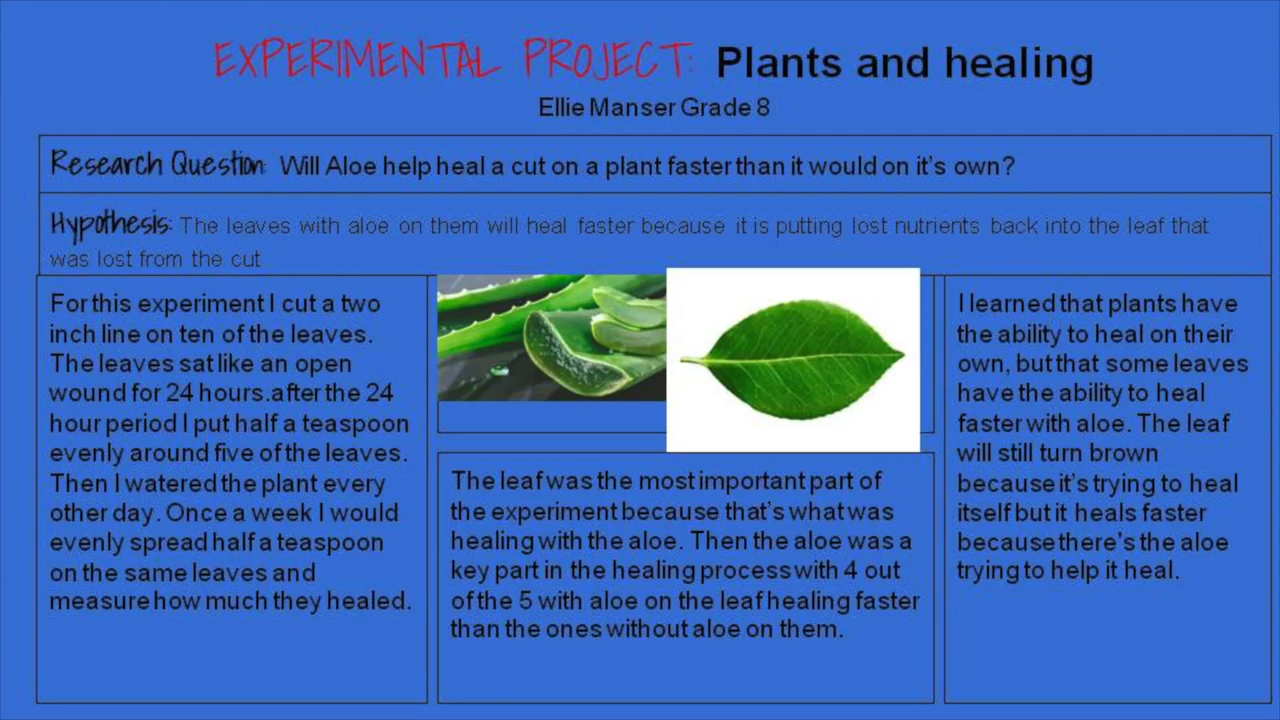 EXPERIMENTAL PROJECT: Plants and healing
Ellie Manser Grade 8
Research Question: Will Aloe help heal a cut on a plant faster than it would on it's own?
Hypothesis: The leaves with aloe on them will heal faster because it is putting lost nutrients back into the leaf that
was lost from the cut
For this experiment I cut a two
inch line on ten of the leaves.
The leaves sat like an open
wound for 24 hours.after the 24
hour period I put half a teaspoon
evenly around five of the leaves.
Then I watered the plant every
other day. Once a week I would
evenly spread half a teaspoon
on the same leaves and
measure how much they healed.
The leaf was the most important part of
the experiment because that's what was
healing with the aloe. Then the aloe was a
key part in the healing process with 4 out
of the 5 with aloe on the leaf healing faster
than the ones without aloe on them.
I learned that plants have
the ability to heal on their
own, but that some leaves
have the ability to heal
faster with aloe. The leaf
will still turn brown
because it's trying to heal
itself but it heals faster
because there's the aloe
trying to help it heal.